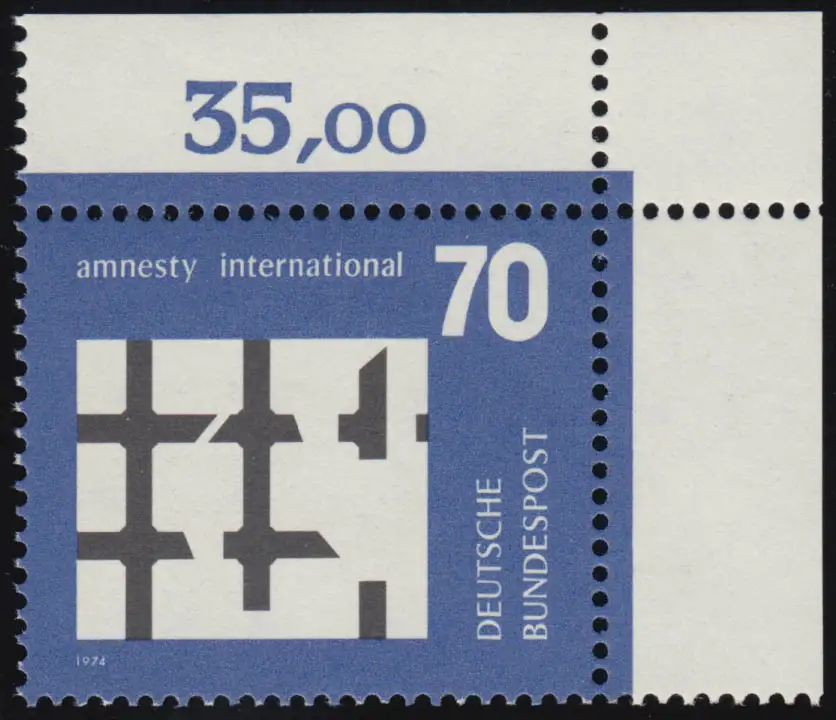 35,00
amnesty international
70
DEUTSCHE
BUNDESPOST
1974